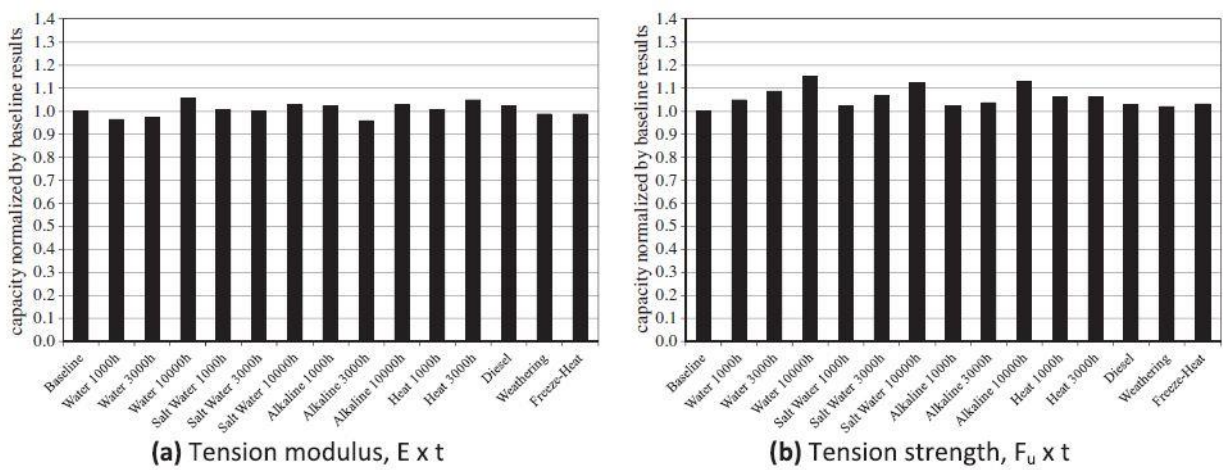 capacity normalized by baseline results
1.4
1.3
1.2
1.1
1.0
0.9
0.8
0.7
0.6
0.5
0.4
0.3
0.2
0.1
0.0
Baseline
Water 1000h
Water 3000h
Water 10000h
Salt Water 1000h
Salt Water 3000h
Salt Water 10000h
Alkaline 1000h
Alkaline 3000h
Alkaline 10000h
Heat 1000h
Heat 3000h
Diesel
Weathering
Freeze-Heat
(a) Tension modulus, E x t
capacity normalized by baseline results
1.4
1.3
1.2
1.1
1.0
0.9
0.8
0.7
0.6
0.5
0.4
0.3
0.2
0.1
0.0
Baseline
Water 1000h
Water 3000h
Water 10000h
Salt Water 1000h
Salt Water 3000h
Salt Water 10000h
Alkaline 1000h
Alkaline 3000h
Alkaline 10000h
Heat 1000h
Heat 3000h
Diesel
Weathering
Freeze-Heat
(b) Tension strength, Fu x t